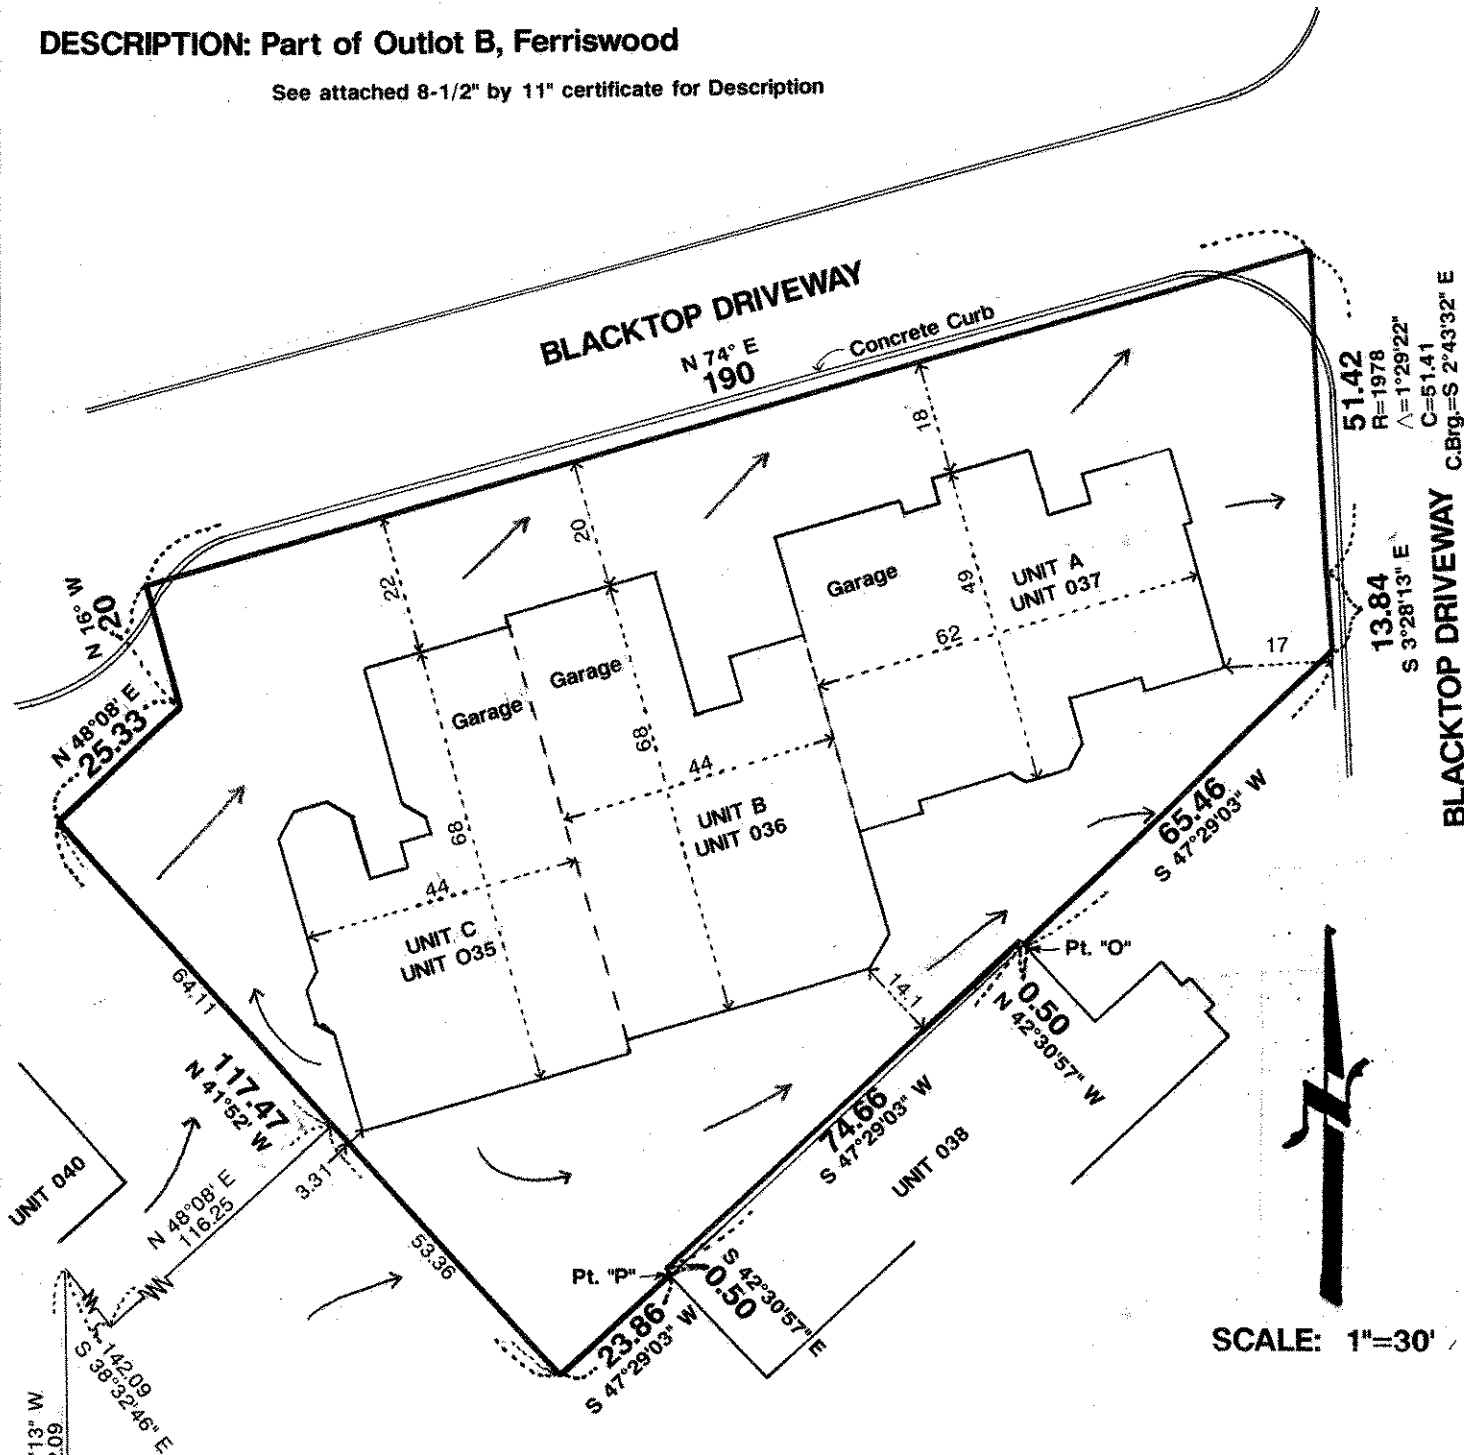 DESCRIPTION: Part of Outlot B, Ferriswood
See attached 8-1/2" by 11" certificate for Description
BLACKTOP DRIVEWAY
N 74° E
190
Concrete Curb
51.42
R=1978
△=1°29'22"
C=51.41
C.Brg.=S 2°43'32" E
13.84
S 3°28'13" E
BLACKTOP DRIVEWAY
18
20
22
N 16° W
20
N 48°08' E
25.33
Garage
UNIT A
UNIT 037
49
62
17
Garage
Garage
68
44
UNIT B
UNIT 036
68
44
UNIT C
UNIT O35
65.46
S 47°29'03" W
Pt. "O"
0.50
N 42°30'57" W
14.1
64.11
117.47
N 41°52' W
74.66
S 47°29'03" W
UNIT 038
UNIT 040
N 48°08' E
116.25
3.31
53.36
Pt. "P"
S 42°30'57" E
0.50
23.86
S 47°29'03" W
142.09
S 38°32'46" E
'13" W
.09
SCALE: 1"=30'